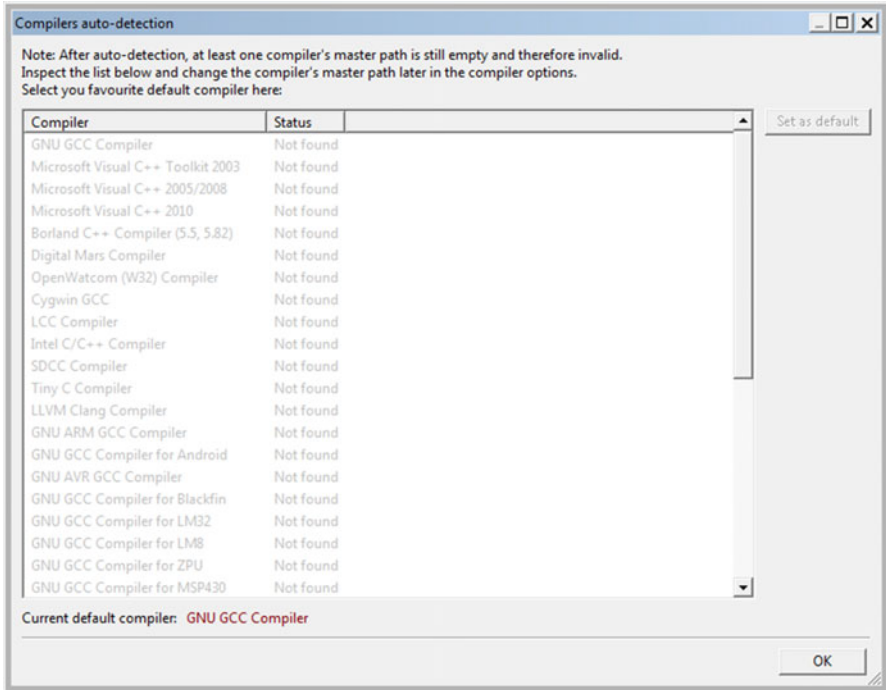 Compilers auto-detection
Note: After auto-detection, at least one compiler's master path is still empty and therefore invalid.
Inspect the list below and change the compiler's master path later in the compiler options.
Select you favourite default compiler here:
Compiler Status
Set as default
GNU GCC Compiler Not found
Microsoft Visual C++ Toolkit 2003 Not found
Microsoft Visual C++ 2005/2008 Not found
Microsoft Visual C++ 2010 Not found
Borland C++ Compiler (5.5, 5.82) Not found
Digital Mars Compiler Not found
OpenWatcom (W32) Compiler Not found
Cygwin GCC Not found
LCC Compiler Not found
Intel C/C++ Compiler Not found
SDCC Compiler Not found
Tiny C Compiler Not found
LLVM Clang Compiler Not found
GNU ARM GCC Compiler Not found
GNU GCC Compiler for Android Not found
GNU AVR GCC Compiler Not found
GNU GCC Compiler for Blackfin Not found
GNU GCC Compiler for LM32 Not found
GNU GCC Compiler for LM8 Not found
GNU GCC Compiler for ZPU Not found
GNU GCC Compiler for MSP430 Not found
Current default compiler: GNU GCC Compiler
OK